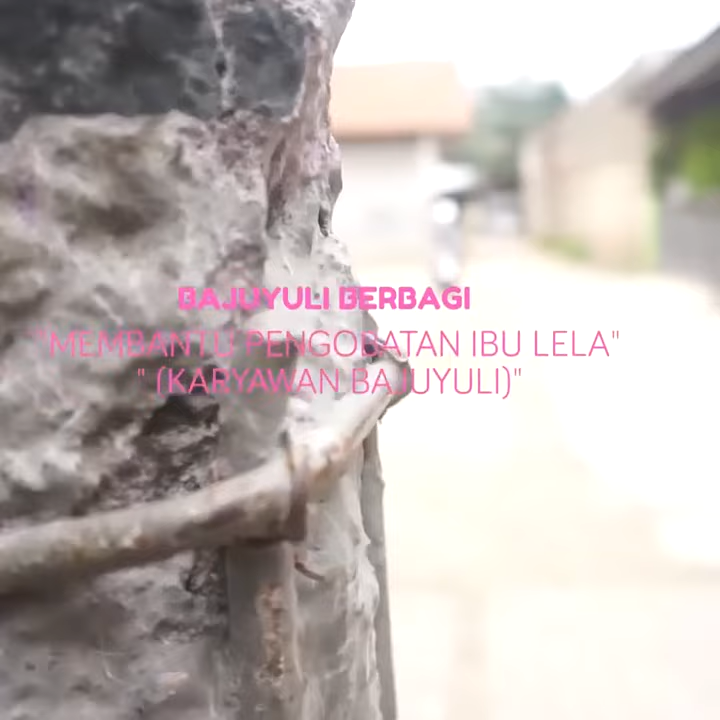 BAJUYULI BERBAGI
"MEMBANTU PENGOBATAN IBU LELA"
" (KARYAWAN BAJUYULI)"